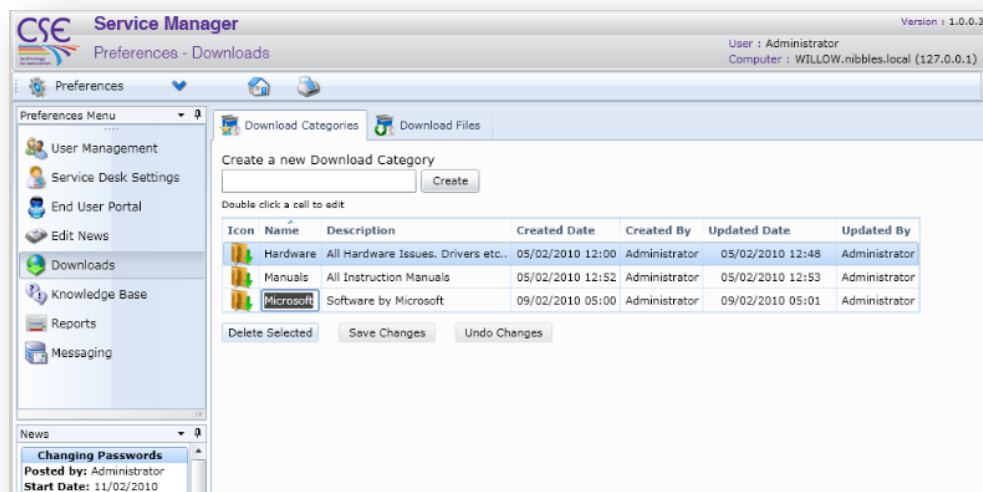 CSE
technology for education
Service Manager
Preferences - Downloads
Version : 1.0.0.3
User : Administrator
Computer : WILLOW.nibbles.local (127.0.0.1)
Preferences
Preferences Menu
User Management
Service Desk Settings
End User Portal
Edit News
Downloads
Knowledge Base
Reports
Messaging
News
Changing Passwords
Posted by: Administrator
Start Date: 11/02/2010
Download Categories
Download Files
Create a new Download Category
Create
Double click a cell to edit
Icon Name Description Created Date Created By Updated Date Updated By
Hardware All Hardware Issues. Drivers etc.. 05/02/2010 12:00 Administrator 05/02/2010 12:48 Administrator
Manuals All Instruction Manuals 05/02/2010 12:52 Administrator 05/02/2010 12:53 Administrator
Microsoft Software by Microsoft 09/02/2010 05:00 Administrator 09/02/2010 05:01 Administrator
Delete Selected Save Changes Undo Changes